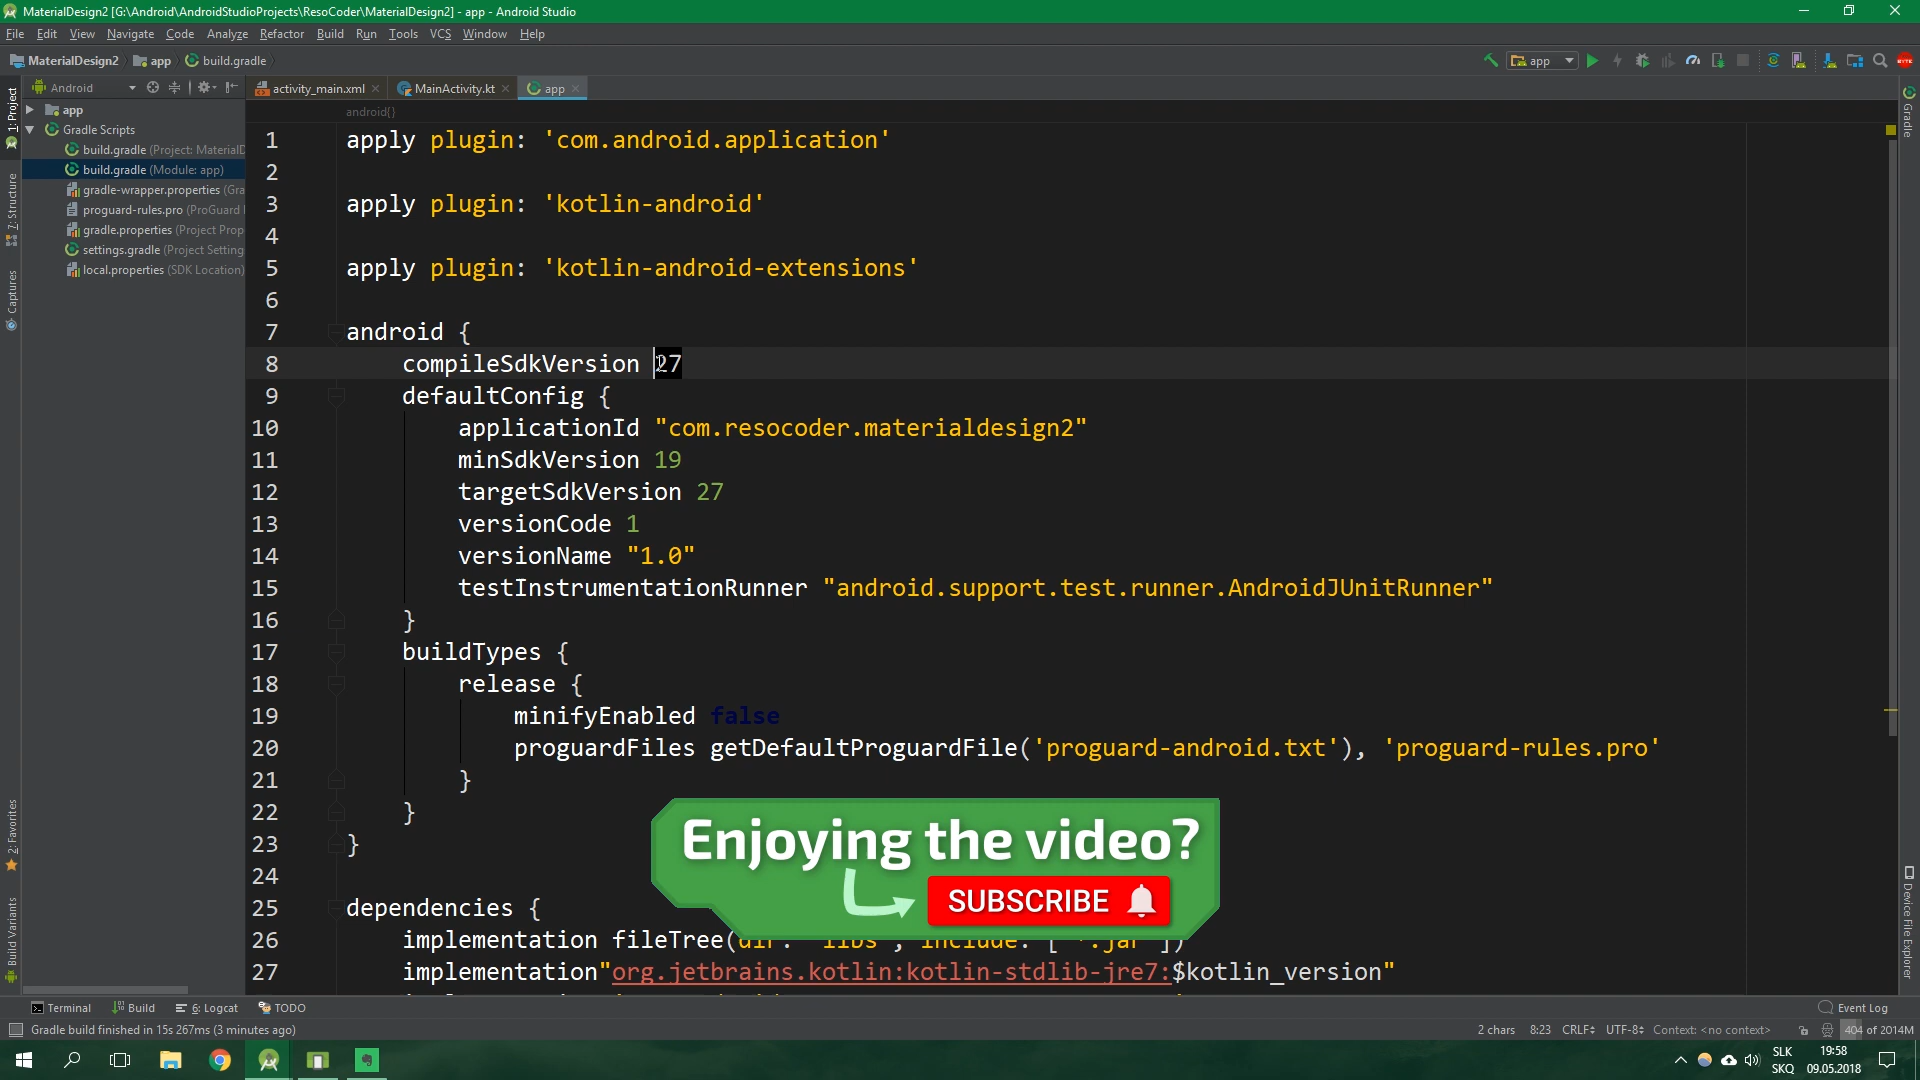 MaterialDesign2 [G:\Android\AndroidStudioProjects\ResoCoder\MaterialDesign2] - app - Android Studio
File Edit View Navigate Code Analyze Refactor Build Run Tools VCS Window Help
MaterialDesign2 app build.gradle
app
Android
activity_main.xml MainActivity.kt app
1: Project
7: Structure
Captures
2: Favorites
Build Variants
app
Gradle Scripts
build.gradle (Project: MaterialD
build.gradle (Module: app)
gradle-wrapper.properties (Gra
proguard-rules.pro (ProGuard
gradle.properties (Project Prop
settings.gradle (Project Setting
local.properties (SDK Location)
android{}
1 apply plugin: 'com.android.application'
2
3 apply plugin: 'kotlin-android'
4
5 apply plugin: 'kotlin-android-extensions'
6
7 android {
8 compileSdkVersion 27
9 defaultConfig {
10 applicationId "com.resocoder.materialdesign2"
11 minSdkVersion 19
12 targetSdkVersion 27
13 versionCode 1
14 versionName "1.0"
15 testInstrumentationRunner "android.support.test.runner.AndroidJUnitRunner"
16 }
17 buildTypes {
18 release {
19 minifyEnabled false
20 proguardFiles getDefaultProguardFile('proguard-android.txt'), 'proguard-rules.pro'
21 }
22 }
23 }
24
25 dependencies {
26 implementation fileTree(dir: 'libs', include: ['*.jar'])
27 implementation"org.jetbrains.kotlin:kotlin-stdlib-jre7:$kotlin_version"
Enjoying the video?
SUBSCRIBE
Gradle
Device File Explorer
Terminal Build 6: Logcat TODO Event Log
Gradle build finished in 15s 267ms (3 minutes ago) 2 chars 8:23 CRLF UTF-8 Context: <no context> 404 of 2014M
SLK
SKQ
19:58
09.05.2018